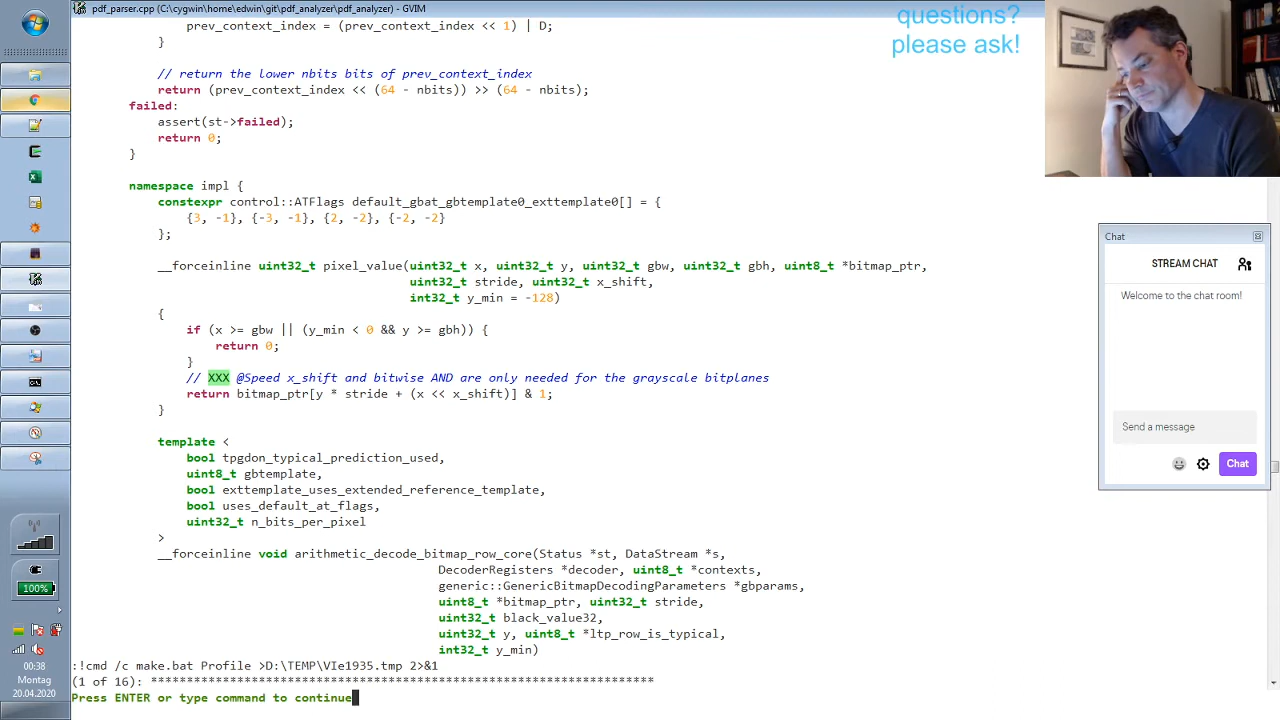 pdf_parser.cpp (C:\cygwin\home\edwin\git\pdf_analyzer\pdf_analyzer) - GVIM
questions?
please ask!
prev_context_index = (prev_context_index << 1) | D;
}
// return the lower nbits bits of prev_context_index
return (prev_context_index << (64 - nbits)) >> (64 - nbits);
failed:
assert(st->failed);
return 0;
}
namespace impl {
constexpr control::ATFlags default_gbat_gbtemplate0_exttemplate0[] = {
{3, -1}, {-3, -1}, {2, -2}, {-2, -2}
};
__forceinline uint32_t pixel_value(uint32_t x, uint32_t y, uint32_t gbw, uint32_t gbh, uint8_t *bitmap_ptr,
uint32_t stride, uint32_t x_shift,
int32_t y_min = -128)
{
if (x >= gbw || (y_min < 0 && y >= gbh)) {
return 0;
}
// XXX @Speed x_shift and bitwise AND are only needed for the grayscale bitplanes
return bitmap_ptr[y * stride + (x << x_shift)] & 1;
}
template <
bool tpgdon_typical_prediction_used,
uint8_t gbtemplate,
bool exttemplate_uses_extended_reference_template,
bool uses_default_at_flags,
uint32_t n_bits_per_pixel
>
__forceinline void arithmetic_decode_bitmap_row_core(Status *st, DataStream *s,
DecoderRegisters *decoder, uint8_t *contexts,
generic::GenericBitmapDecodingParameters *gbparams,
uint8_t *bitmap_ptr, uint32_t stride,
uint32_t black_value32,
uint32_t y, uint8_t *ltp_row_is_typical,
int32_t y_min)
:!cmd /c make.bat Profile >D:\TEMP\VIe1935.tmp 2>&1
(1 of 16): **********************************************************************
Press ENTER or type command to continue
Chat
STREAM CHAT
Welcome to the chat room!
Send a message
Chat
100%
00:38
Montag
20.04.2020